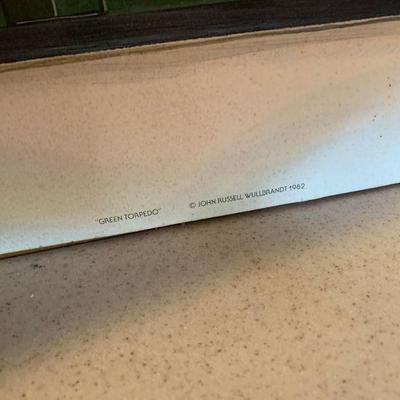 "GREEN TORPEDO" © JOHN RUSSELL WULLBRANDT 1982